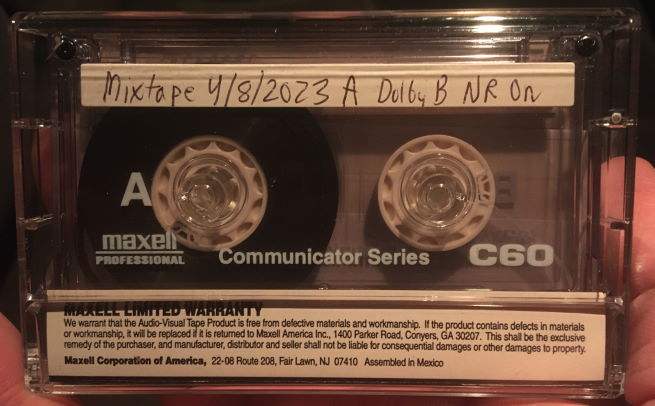 Mixtape 4/8/2023 A Dolby B NR On
A
maxell
PROFESSIONAL
Communicator Series
C60
MAXELL LIMITED WARRANTY
We warrant that the Audio-Visual Tape Product is free from defective materials and workmanship. If the product contains defects in materials
or workmanship, it will be replaced if it is returned to Maxell America Inc., 1400 Parker Road, Conyers, GA 30207. This shall be the exclusive
remedy of the purchaser, and manufacturer, distributor and seller shall not be liable for consequential damages or other damages to property.
Maxell Corporation of America, 22-08 Route 208, Fair Lawn, NJ 07410 Assembled in Mexico